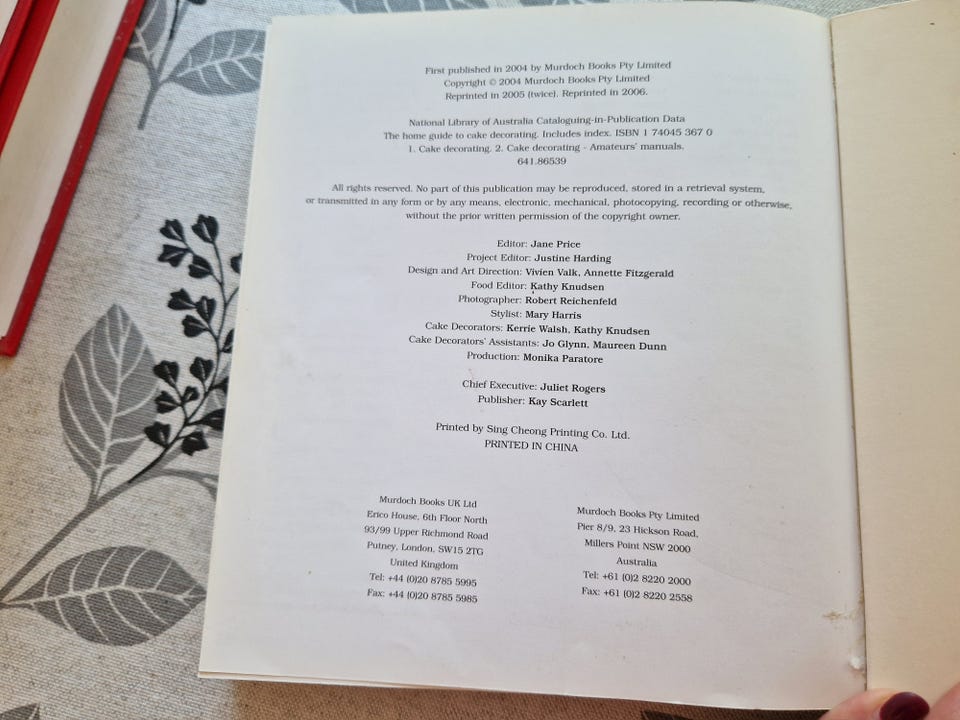 First published in 2004 by Murdoch Books Pty Limited
Copyright © 2004 Murdoch Books Pty Limited
Reprinted in 2005 (twice). Reprinted in 2006.
National Library of Australia Cataloguing-in-Publication Data
The home guide to cake decorating. Includes index. ISBN 1 74045 367 0
1. Cake decorating. 2. Cake decorating - Amateurs' manuals.
641.86539
All rights reserved. No part of this publication may be reproduced, stored in a retrieval system,
or transmitted in any form or by any means, electronic, mechanical, photocopying, recording or otherwise,
without the prior written permission of the copyright owner.
Editor: Jane Price
Project Editor: Justine Harding
Design and Art Direction: Vivien Valk, Annette Fitzgerald
Food Editor: Kathy Knudsen
Photographer: Robert Reichenfeld
Stylist: Mary Harris
Cake Decorators: Kerrie Walsh, Kathy Knudsen
Cake Decorators' Assistants: Jo Glynn, Maureen Dunn
Production: Monika Paratore
Chief Executive: Juliet Rogers
Publisher: Kay Scarlett
Printed by Sing Cheong Printing Co. Ltd.
PRINTED IN CHINA
Murdoch Books UK Ltd
Erico House, 6th Floor North
93/99 Upper Richmond Road
Putney, London, SW15 2TG
United Kingdom
Tel: +44 (0)20 8785 5995
Fax: +44 (0)20 8785 5985
Murdoch Books Pty Limited
Pier 8/9, 23 Hickson Road,
Millers Point NSW 2000
Australia
Tel: +61 (0)2 8220 2000
Fax: +61 (0)2 8220 2558